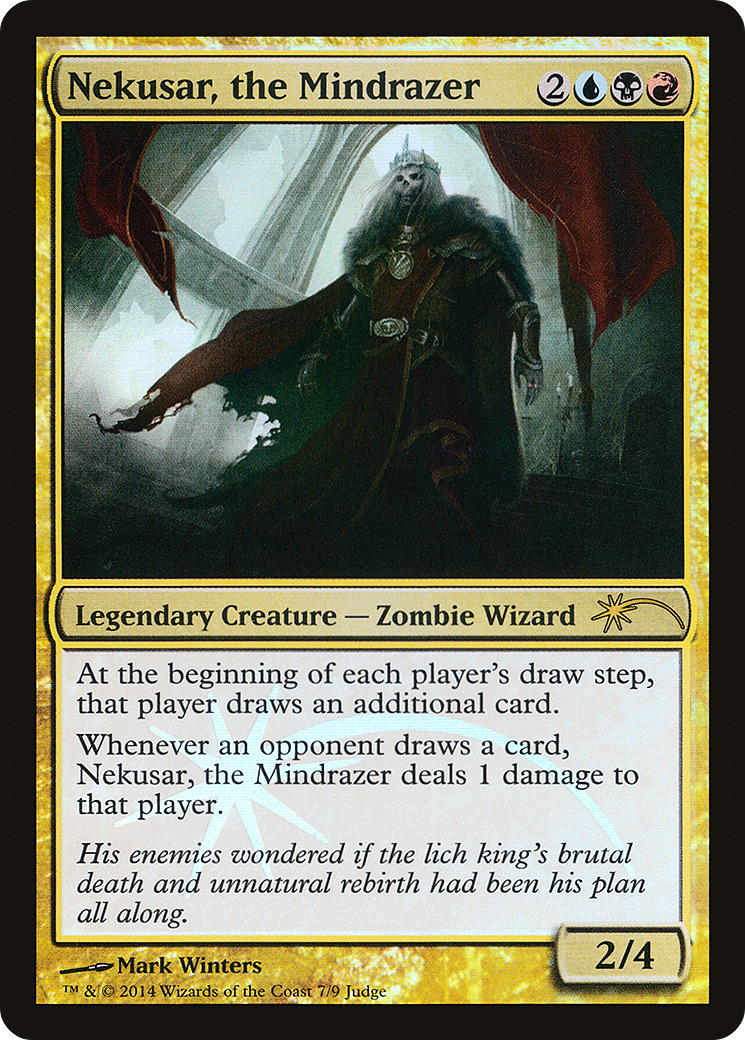 Nekusar, the Mindrazer 2
Legendary Creature — Zombie Wizard
At the beginning of each player's draw step,
that player draws an additional card.
Whenever an opponent draws a card,
Nekusar, the Mindrazer deals 1 damage to
that player.
His enemies wondered if the lich king's brutal
death and unnatural rebirth had been his plan
all along.
2/4
Mark Winters
™ & © 2014 Wizards of the Coast 7/9 Judge